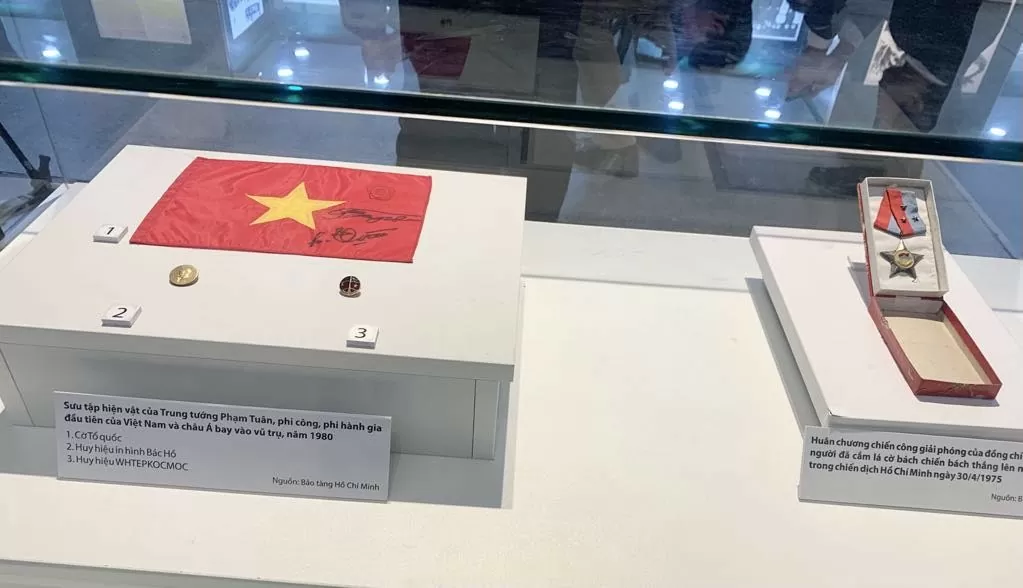 1
2
3
Sưu tập hiện vật của Trung tướng Phạm Tuân, phi công, phi hành gia
đầu tiên của Việt Nam và châu Á bay vào vũ trụ, năm 1980
1. Cờ Tổ quốc
2. Huy hiệu in hình Bác Hồ
3. Huy hiệu WHTEPKOCMOC
Nguồn: Bảo tàng Hồ Chí Minh
Huân chương chiến công giải phóng của đồng chí
người đã cắm lá cờ bách chiến bách thắng lên
trong chiến dịch Hồ Chí Minh ngày 30/4/1975
Nguồn: